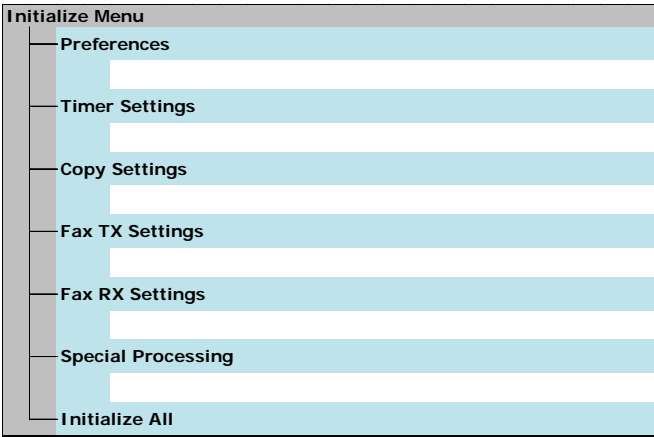 Initialize Menu
Preferences
Timer Settings
Copy Settings
Fax TX Settings
Fax RX Settings
Special Processing
Initialize All